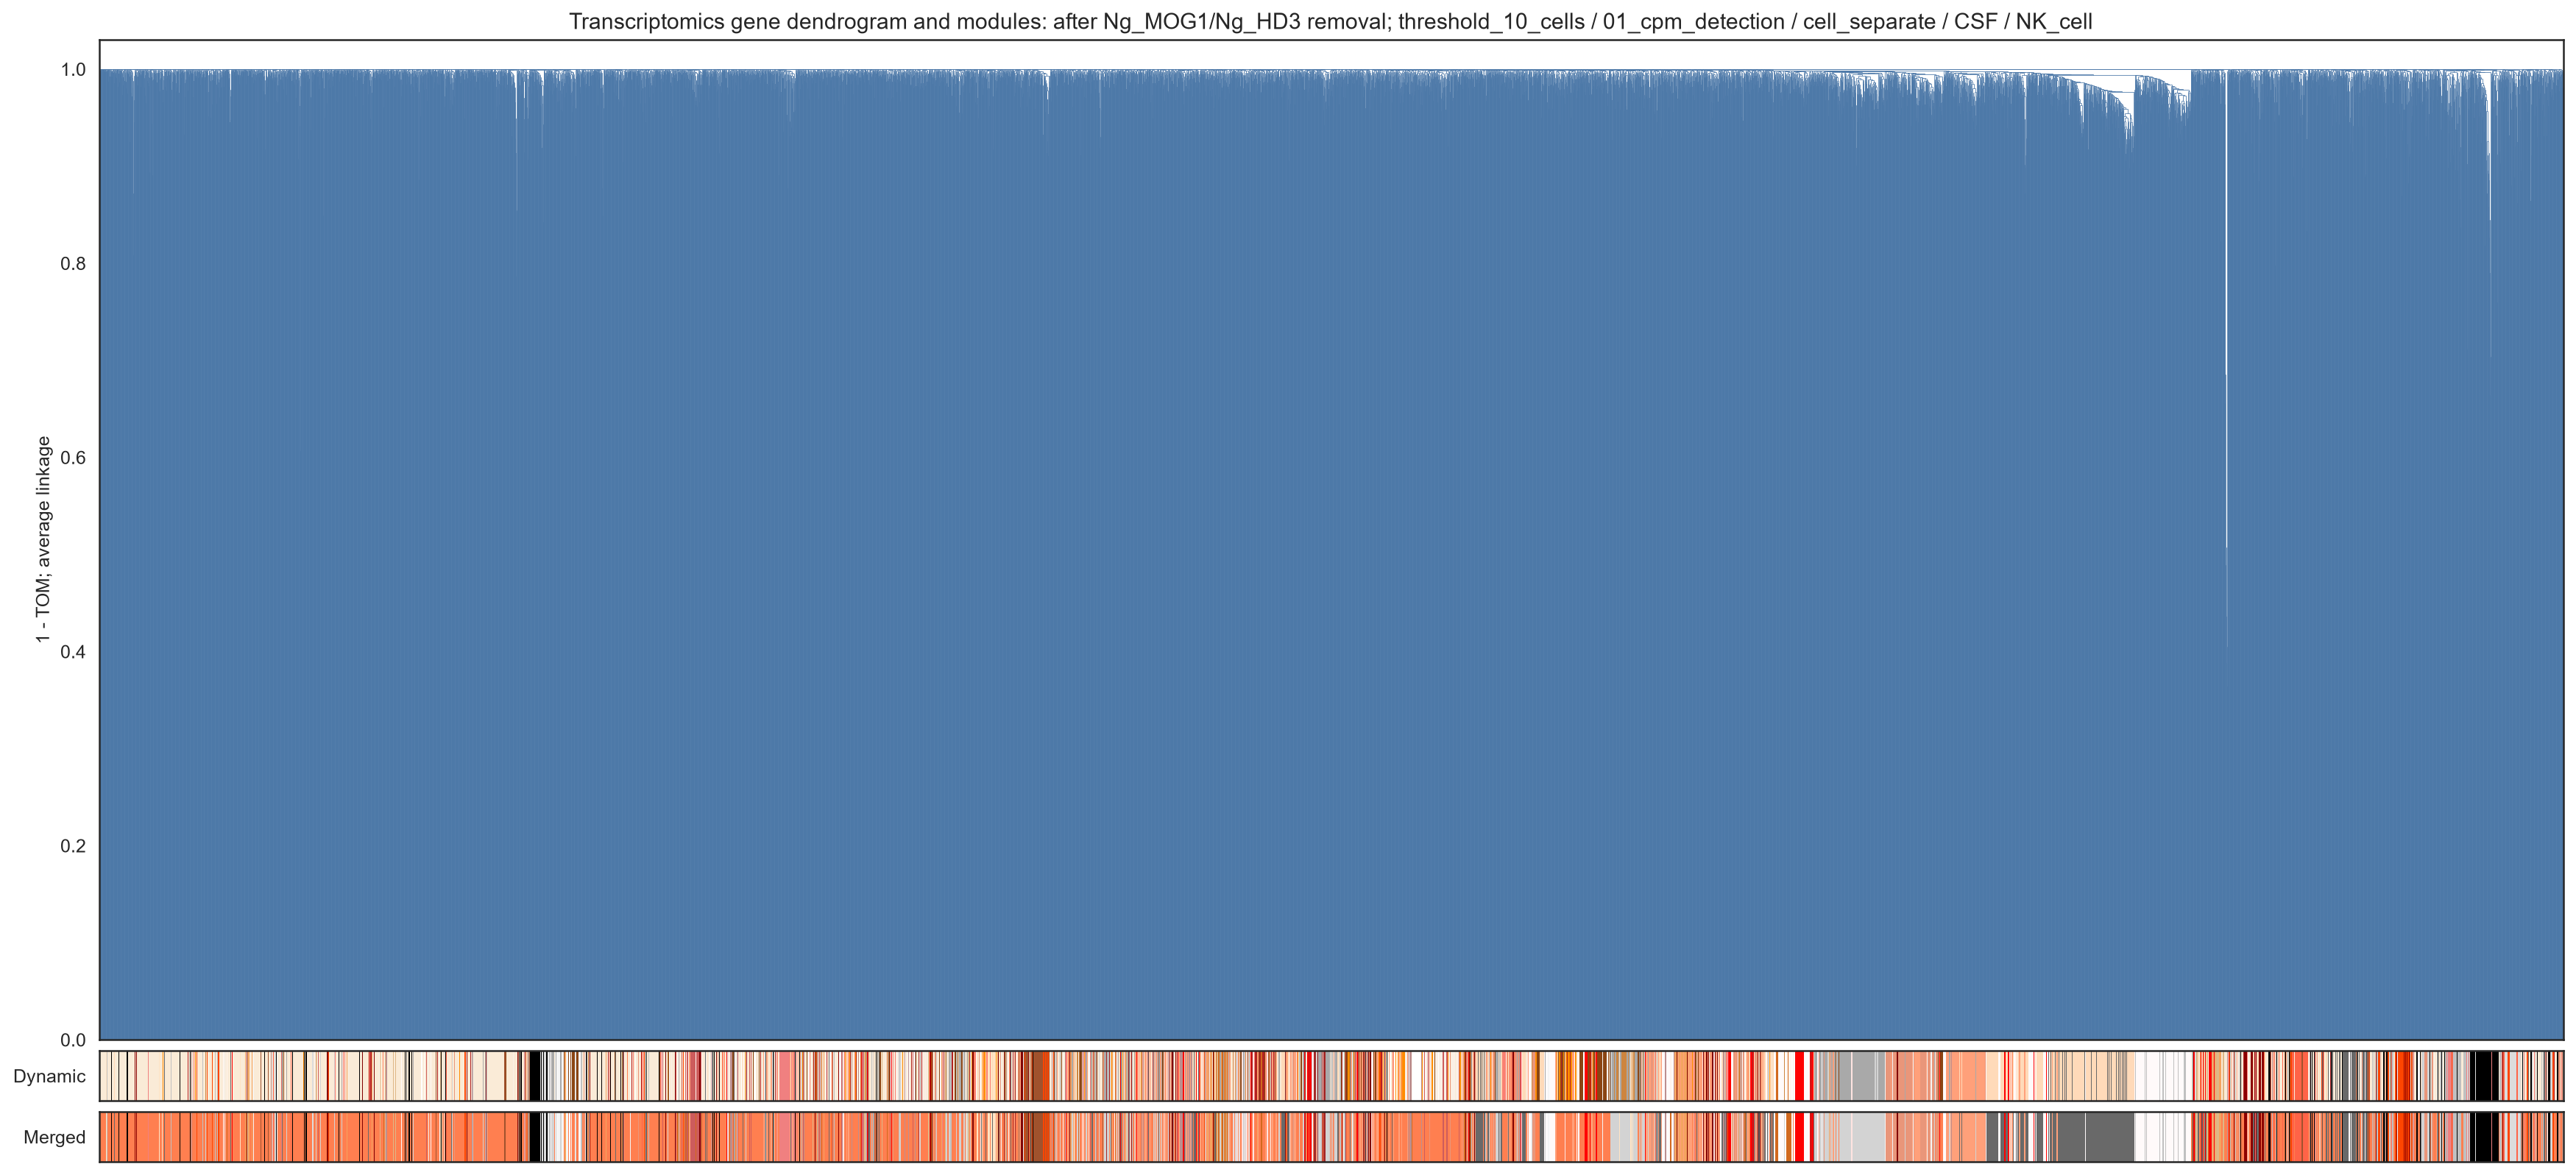 Transcriptomics gene dendrogram and modules: after Ng_MOG1/Ng_HD3 removal; threshold_10_cells / 01_cpm_detection / cell_separate / CSF / NK_cell
1.0
0.8
0.6
0.4
0.2
0.0
1 - TOM; average linkage
Dynamic
Merged